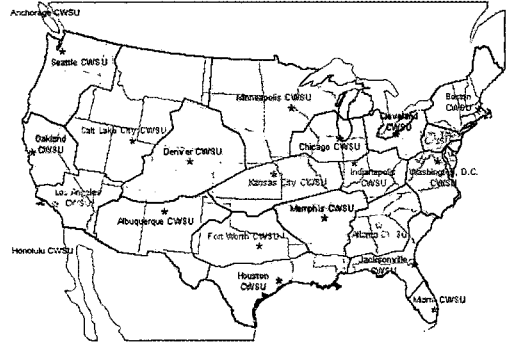 Anchorage CWSU
Seattle CWSU
Minneapolis CWSU
Boston
CWSU
Cleveland
CWSU
Oakland
CWSU
Salt Lake City CWSU
Denver CWSU
Chicago CWSU
Indianapolis
CWSU
Washington, D.C.
CWSU
Kansas City CWSU
Los Angeles
CWSU
Albuquerque CWSU
Memphis CWSU
Fort Worth CWSU
Atlanta CWSU
Honolulu CWSU
Houston
CWSU
Jacksonville
CWSU
Miami CWSU